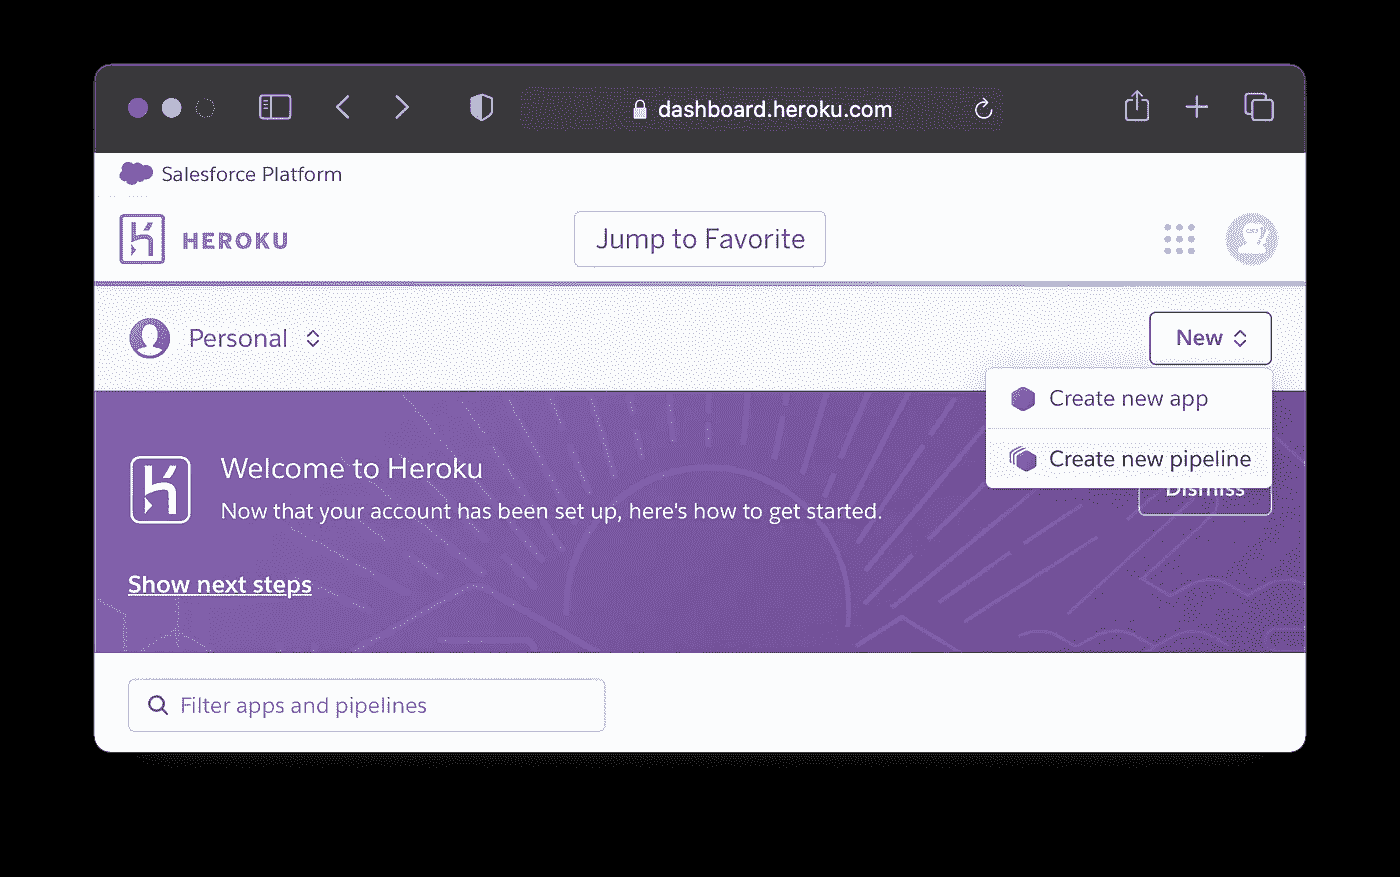 dashboard.heroku.com
Salesforce Platform
HEROKU
Jump to Favorite
Personal
New
Create new app
Create new pipeline
Welcome to Heroku
Dismiss
Now that your account has been set up, here's how to get started.
Show next steps
Filter apps and pipelines